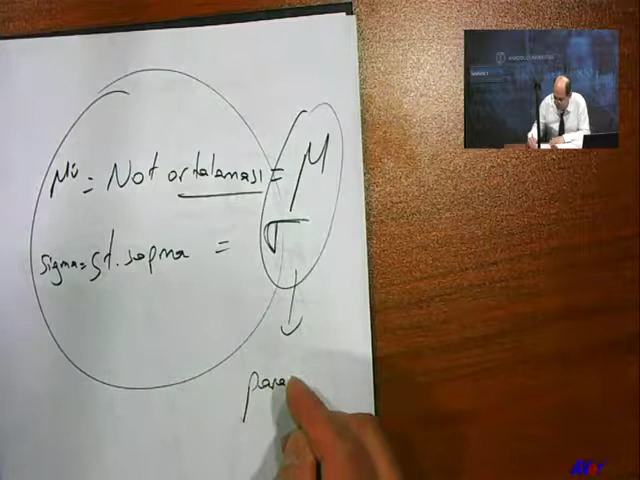 Mü = Not ortalaması = μ
Sigma = St. sapma = σ
para